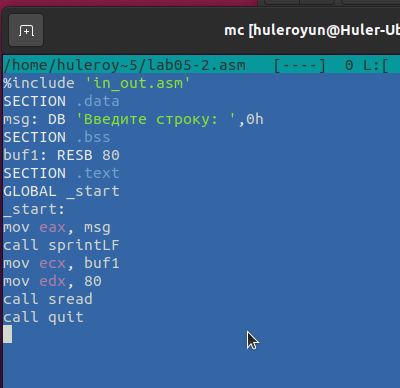 mc [huleroyun@Huler-Ub
/home/huleroy~5/lab05-2.asm [----] 0 L:[
%include 'in_out.asm'
SECTION .data
msg: DB 'Введите строку: ',0h
SECTION .bss
buf1: RESB 80
SECTION .text
GLOBAL _start
_start:
mov eax, msg
call sprintLF
mov ecx, buf1
mov edx, 80
call sread
call quit